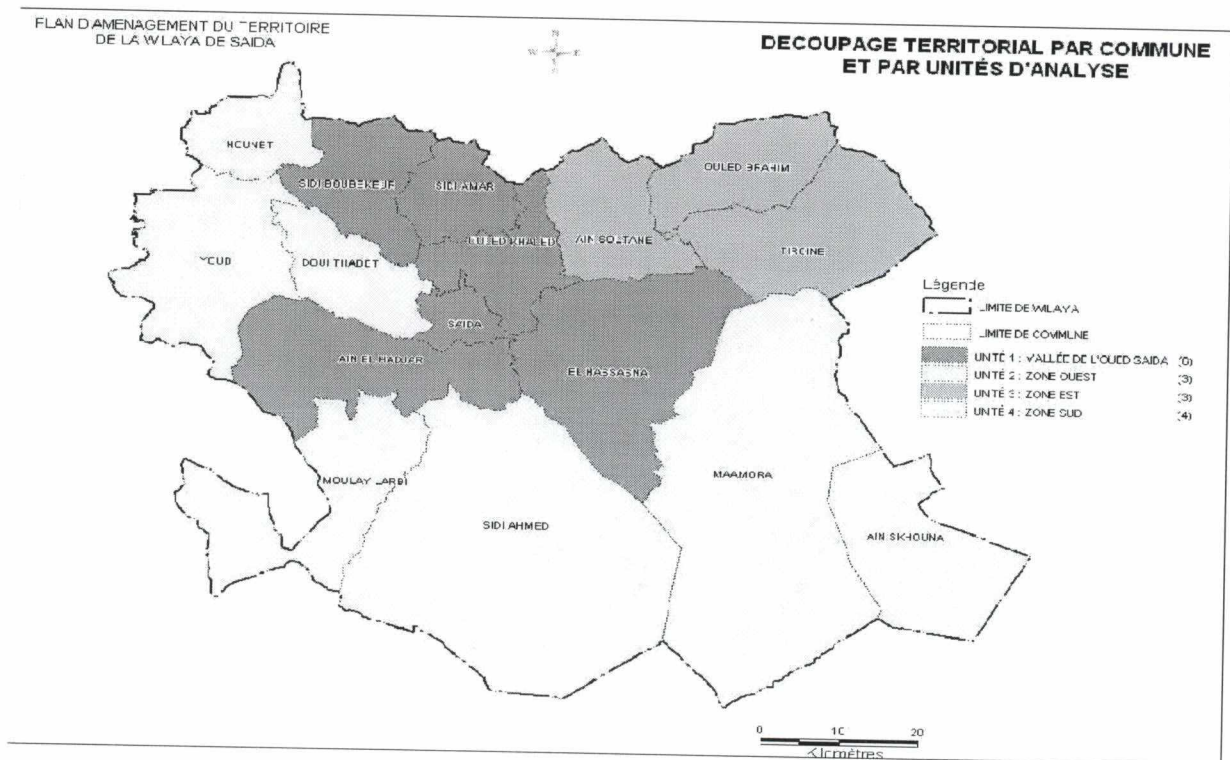 PLAN D'AMENAGEMENT DU TERRITOIRE
DE LA WILAYA DE SAIDA
N
W E
S
DECOUPAGE TERRITORIAL PAR COMMUNE
ET PAR UNITÉS D'ANALYSE
HOUNET
SIDI BOUBEKEUR
SIDI AMAR
OULED BRAHIM
YOUB
DOUI THABET
OULED KHALED
AIN SOLTANE
TIRCINE
SAIDA
AIN EL HADJAR
EL HASSASNA
MOULAY LARBI
SIDI AHMED
MAAMORA
AIN SKHOUNA
Légende
LIMITE DE WILAYA
LIMITE DE COMMUNE
UNITÉ 1 : VALLÉE DE L'OUED SAIDA (6)
UNITÉ 2 : ZONE OUEST (3)
UNITÉ 3 : ZONE EST (3)
UNITÉ 4 : ZONE SUD (4)
0 10 20
Kilomètres